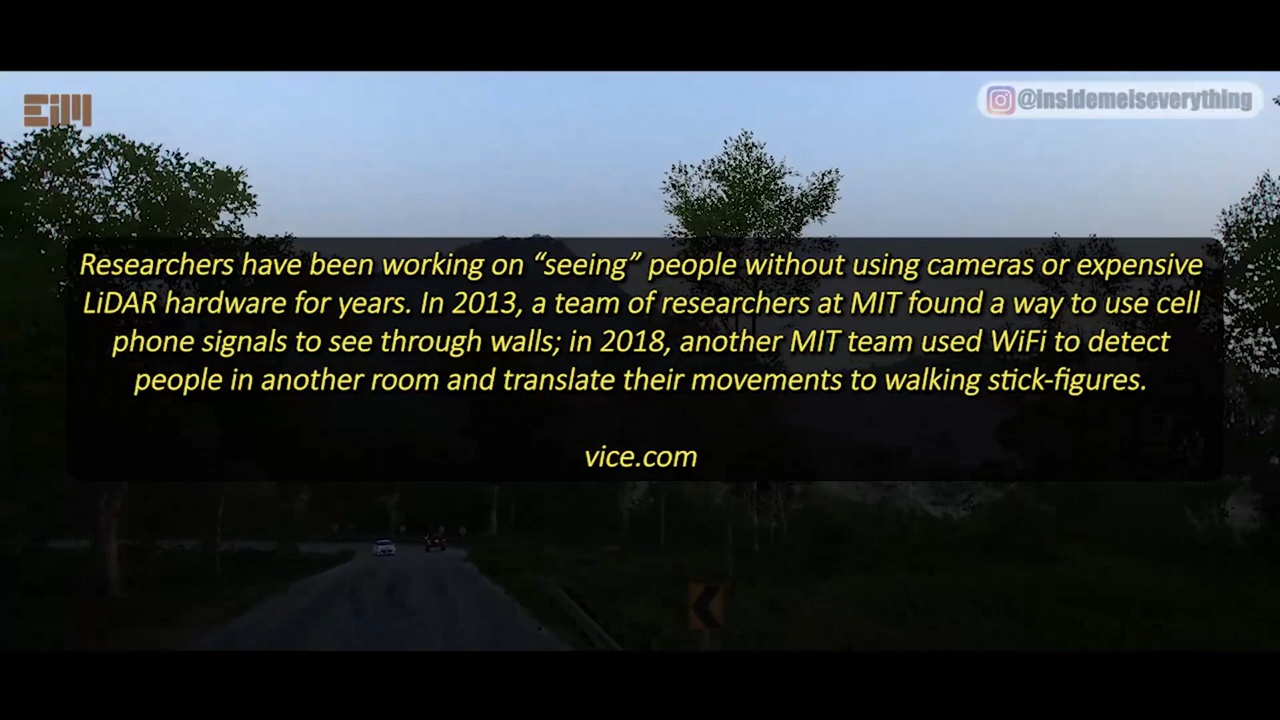 EiM
@Insidemeiseverything
Researchers have been working on “seeing” people without using cameras or expensive
LiDAR hardware for years. In 2013, a team of researchers at MIT found a way to use cell
phone signals to see through walls; in 2018, another MIT team used WiFi to detect
people in another room and translate their movements to walking stick-figures.
vice.com